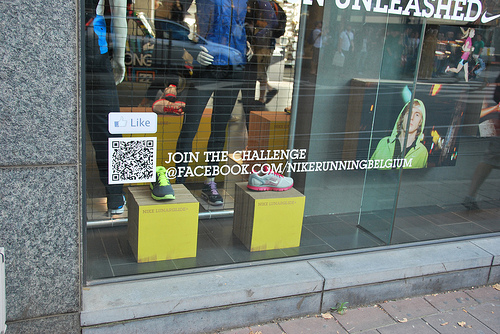 UNLEASHED
Like
JOIN THE CHALLENGE
@FACEBOOK.COM/NIKERUNNINGBELGIUM